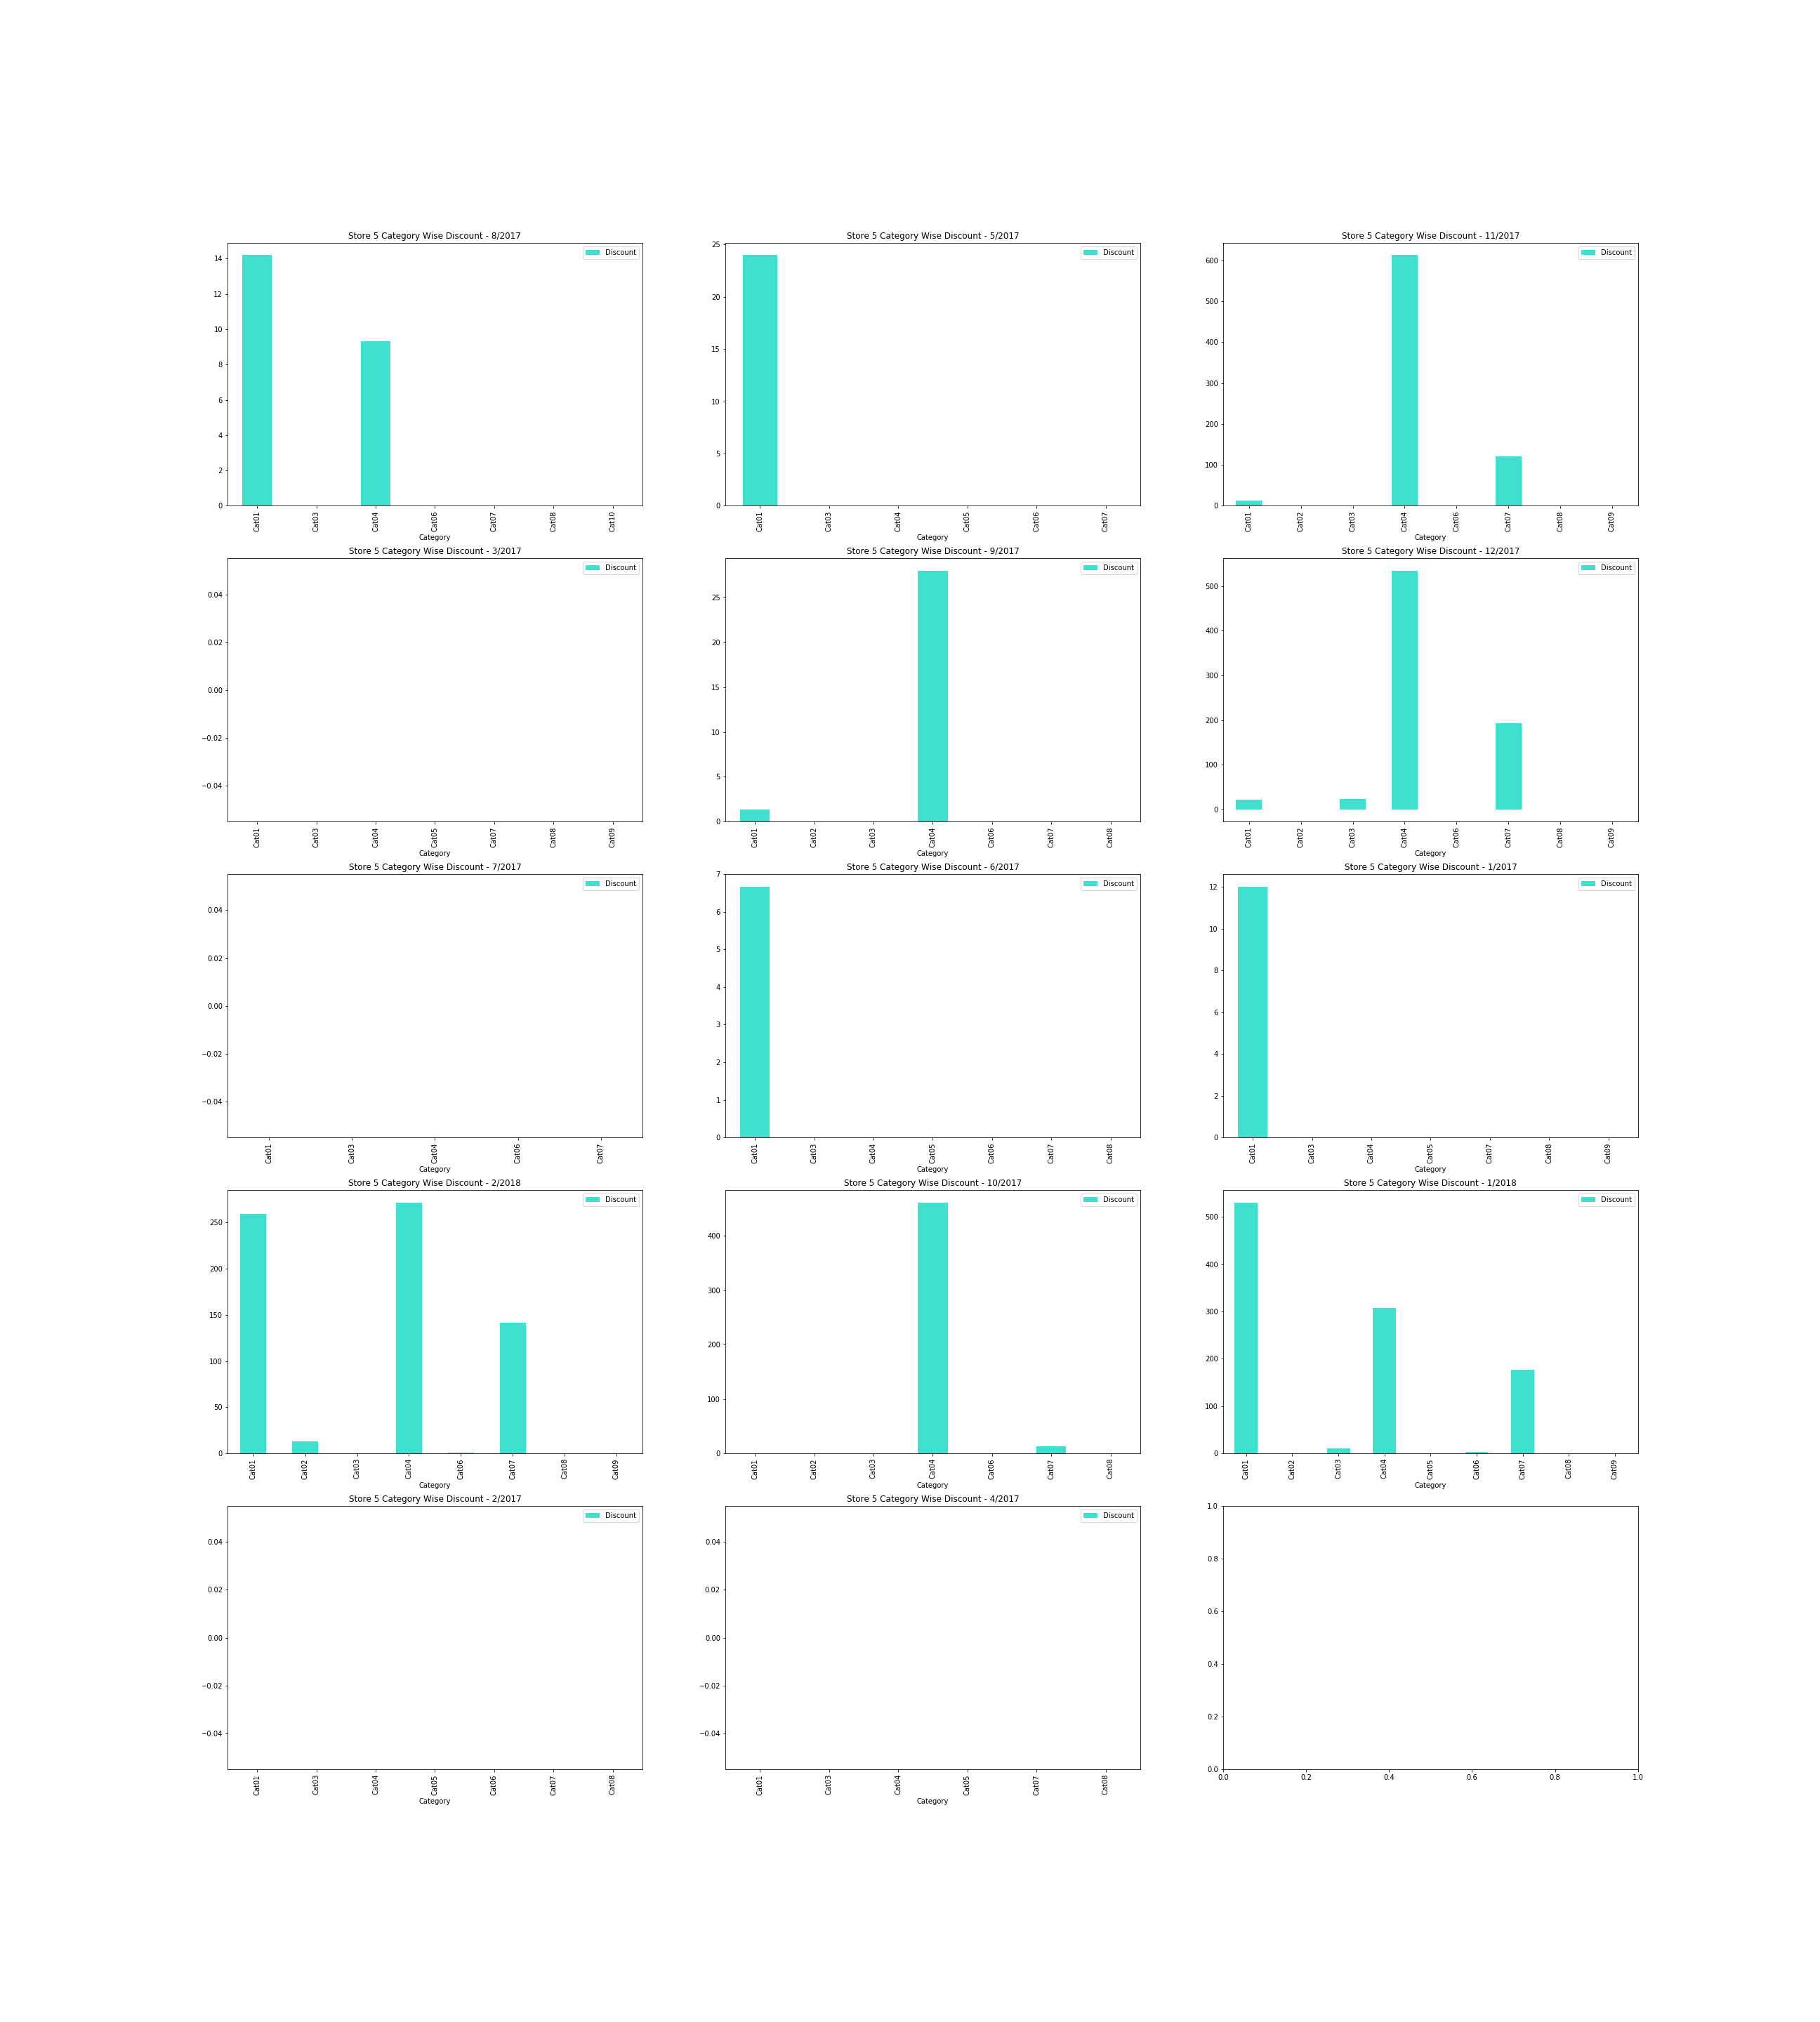 Store 5 Category Wise Discount - 8/2017
Discount
14
12
10
8
6
4
2
0
Cat01 Cat03 Cat04 Cat06 Cat07 Cat08 Cat10
Category
Store 5 Category Wise Discount - 5/2017
Discount
25
20
15
10
5
0
Cat01 Cat03 Cat04 Cat05 Cat06 Cat07
Category
Store 5 Category Wise Discount - 11/2017
Discount
600
500
400
300
200
100
0
Cat01 Cat02 Cat03 Cat04 Cat06 Cat07 Cat08 Cat09
Category
Store 5 Category Wise Discount - 3/2017
Discount
0.04
0.02
0.00
−0.02
−0.04
Cat01 Cat03 Cat04 Cat05 Cat07 Cat08 Cat09
Category
Store 5 Category Wise Discount - 9/2017
Discount
25
20
15
10
5
0
Cat01 Cat02 Cat03 Cat04 Cat06 Cat07 Cat08
Category
Store 5 Category Wise Discount - 12/2017
Discount
500
400
300
200
100
0
Cat01 Cat02 Cat03 Cat04 Cat06 Cat07 Cat08 Cat09
Category
Store 5 Category Wise Discount - 7/2017
Discount
0.04
0.02
0.00
−0.02
−0.04
Cat01 Cat03 Cat04 Cat06 Cat07
Category
Store 5 Category Wise Discount - 6/2017
Discount
7
6
5
4
3
2
1
0
Cat01 Cat03 Cat04 Cat05 Cat06 Cat07 Cat08
Category
Store 5 Category Wise Discount - 1/2017
Discount
12
10
8
6
4
2
0
Cat01 Cat03 Cat04 Cat05 Cat07 Cat08 Cat09
Category
Store 5 Category Wise Discount - 2/2018
Discount
250
200
150
100
50
0
Cat01 Cat02 Cat03 Cat04 Cat06 Cat07 Cat08 Cat09
Category
Store 5 Category Wise Discount - 10/2017
Discount
400
300
200
100
0
Cat01 Cat02 Cat03 Cat04 Cat06 Cat07 Cat08
Category
Store 5 Category Wise Discount - 1/2018
Discount
500
400
300
200
100
0
Cat01 Cat02 Cat03 Cat04 Cat05 Cat06 Cat07 Cat08 Cat09
Category
Store 5 Category Wise Discount - 2/2017
Discount
0.04
0.02
0.00
−0.02
−0.04
Cat01 Cat03 Cat04 Cat05 Cat06 Cat07 Cat08
Category
Store 5 Category Wise Discount - 4/2017
Discount
0.04
0.02
0.00
−0.02
−0.04
Cat01 Cat03 Cat04 Cat05 Cat07 Cat08
Category
1.0
0.8
0.6
0.4
0.2
0.0
0.0 0.2 0.4 0.6 0.8 1.0